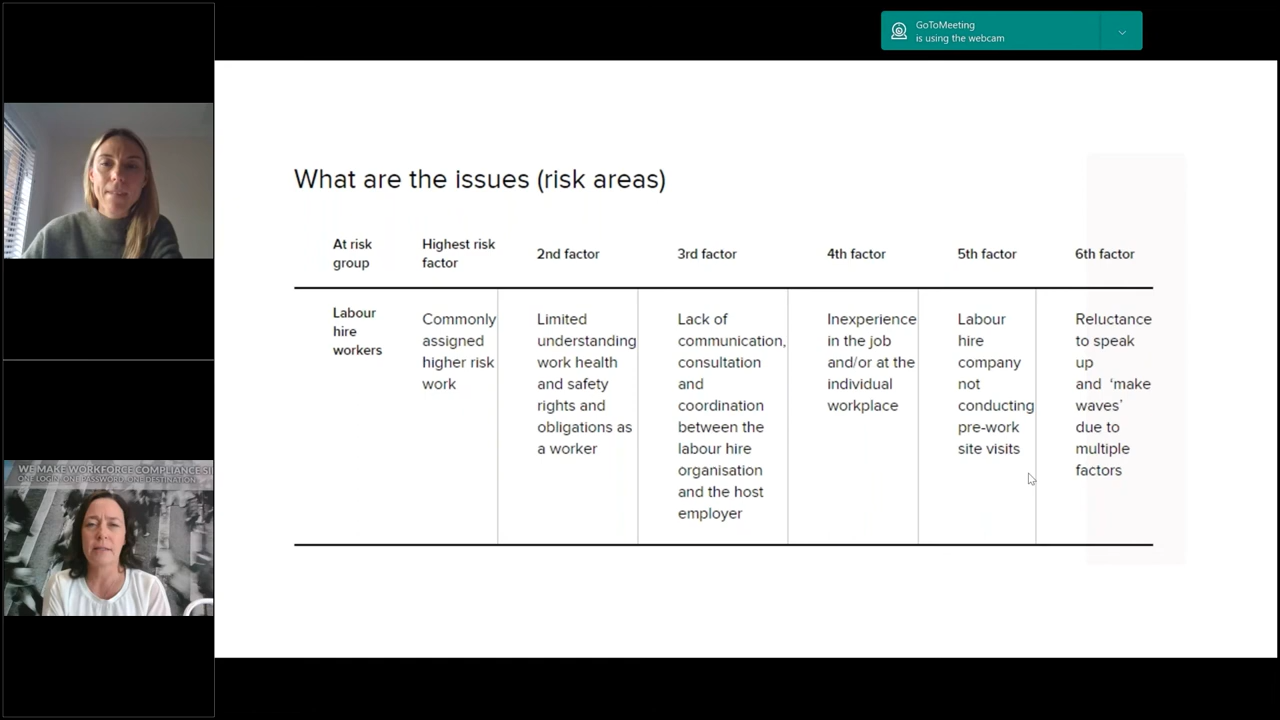 GoToMeeting
is using the webcam
What are the issues (risk areas)
At risk
group
Highest risk
factor
2nd factor
3rd factor
4th factor
5th factor
6th factor
Labour
hire
workers
Commonly
assigned
higher risk
work
Limited
understanding
work health
and safety
rights and
obligations as
a worker
Lack of
communication,
consultation
and
coordination
between the
labour hire
organisation
and the host
employer
Inexperience
in the job
and/or at the
individual
workplace
Labour
hire
company
not
conducting
pre-work
site visits
Reluctance
to speak
up
and ‘make
waves’
due to
multiple
factors
WE MAKE WORKFORCE COMPLIANCE SI
ONE LOGIN. ONE PASSWORD. ONE DESTINATION.